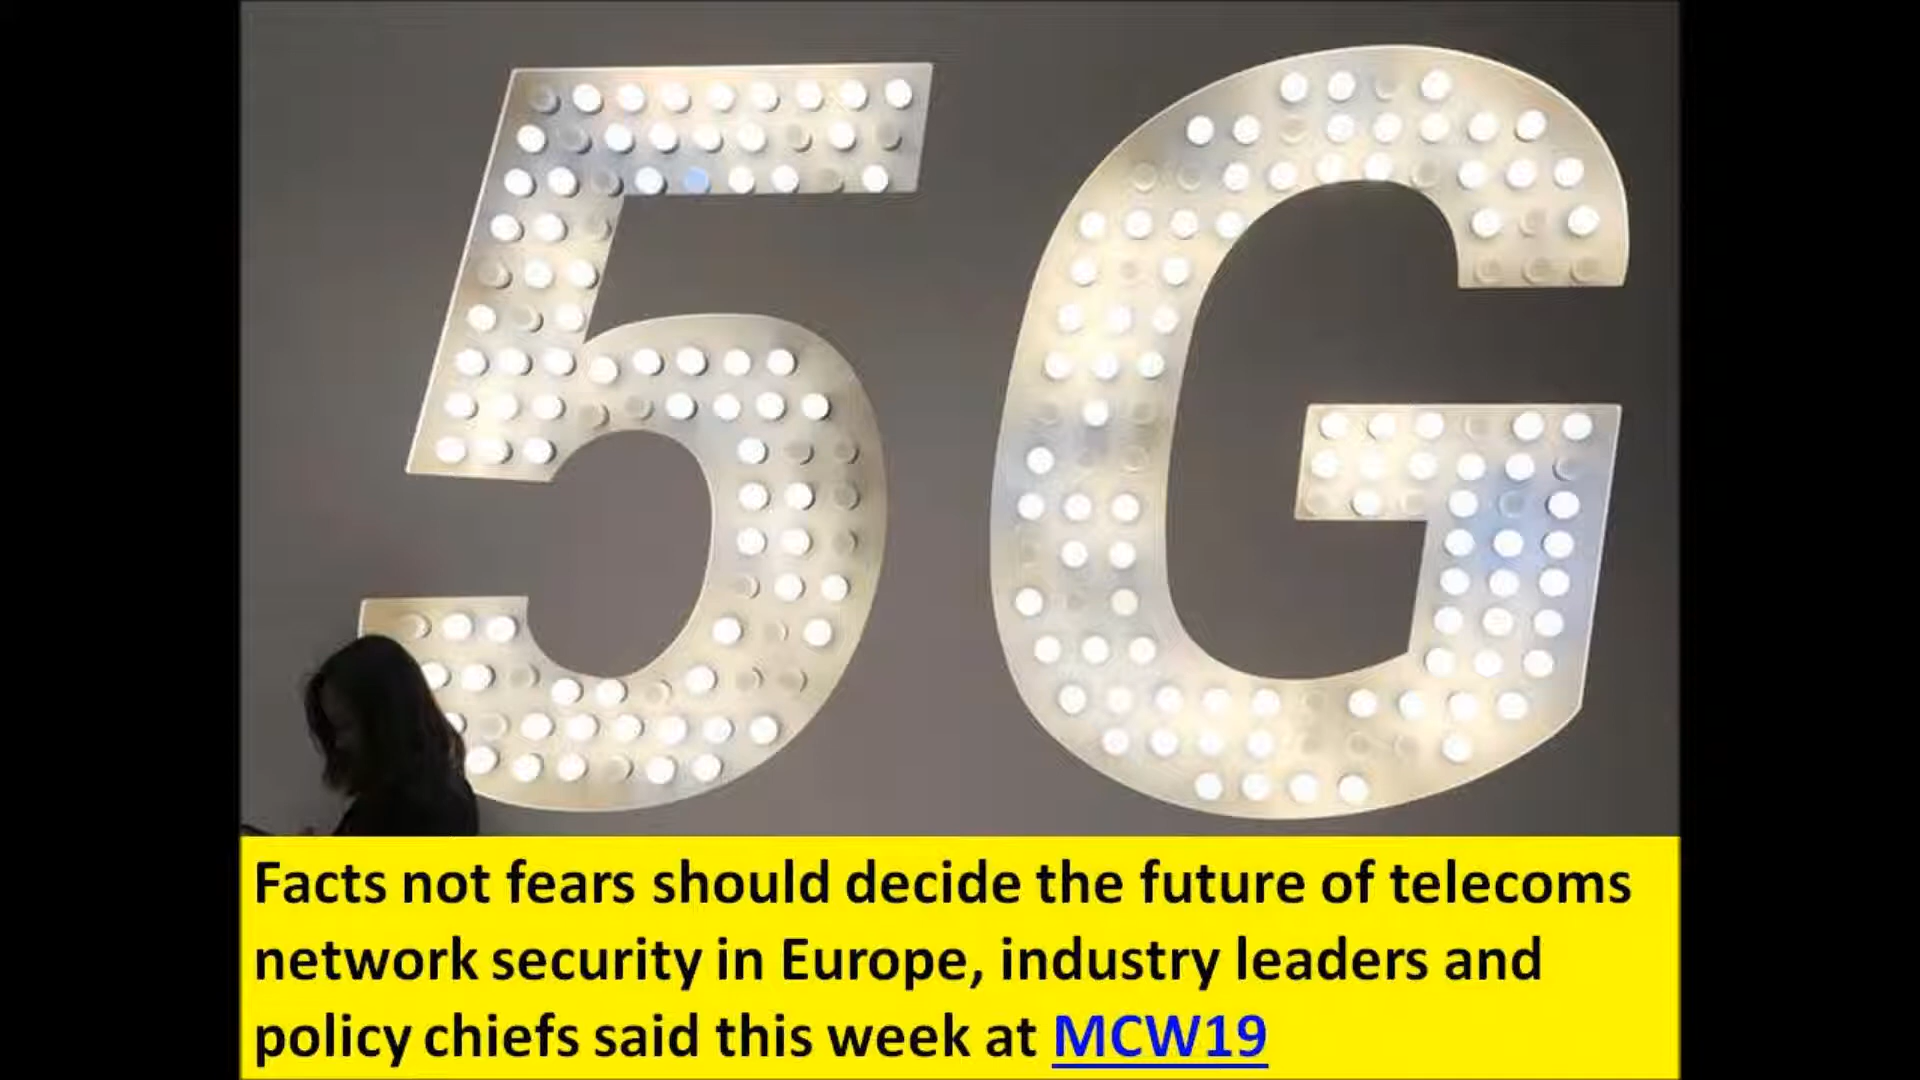 5G
Facts not fears should decide the future of telecoms
network security in Europe, industry leaders and
policy chiefs said this week at MCW19